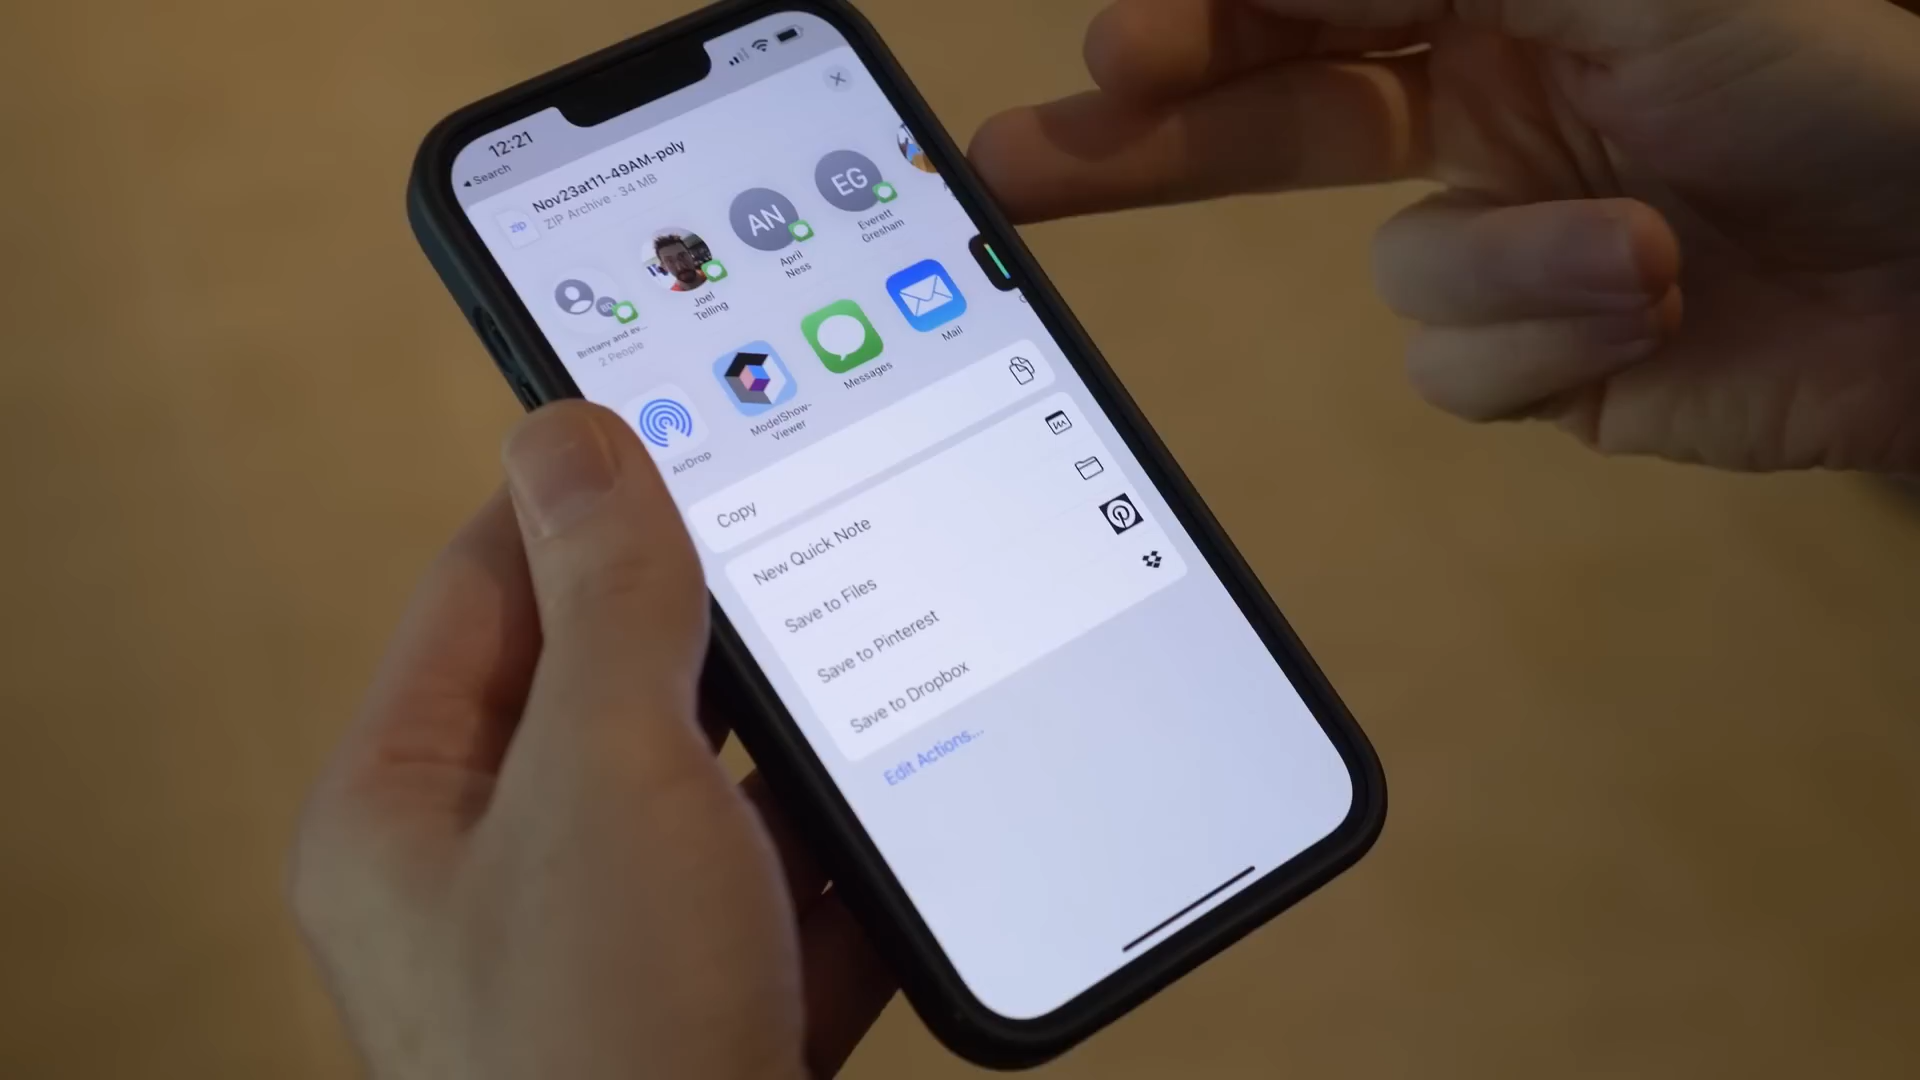 12:21
Search
Nov23at11-49AM-poly
ZIP Archive · 34 MB
zip
AN
EG
Brittany and ev...
2 People
Joel
Telling
April
Ness
Everett
Gresham
AirDrop
ModelShow-
Viewer
Messages
Mail
Copy
New Quick Note
Save to Files
Save to Pinterest
Save to Dropbox
Edit Actions...